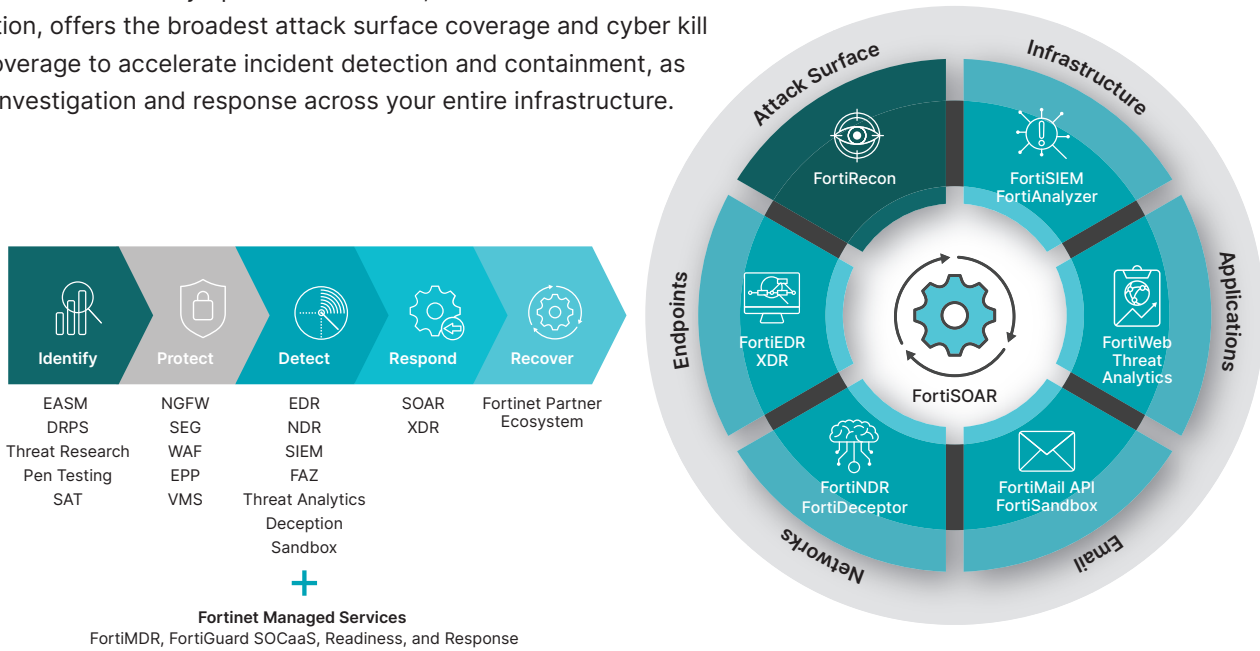 tion, offers the broadest attack surface coverage and cyber kill
overage to accelerate incident detection and containment, as
nvestigation and response across your entire infrastructure.
Identify
Protect
Detect
Respond
Recover
EASM
DRPS
Threat Research
Pen Testing
SAT
NGFW
SEG
WAF
EPP
VMS
EDR
NDR
SIEM
FAZ
Threat Analytics
Deception
Sandbox
SOAR
XDR
Fortinet Partner
Ecosystem
+
Fortinet Managed Services
FortiMDR, FortiGuard SOCaaS, Readiness, and Response
Attack Surface
Infrastructure
Applications
Email
Networks
Endpoints
FortiRecon
FortiSIEM
FortiAnalyzer
FortiWeb
Threat
Analytics
FortiMail API
FortiSandbox
FortiNDR
FortiDeceptor
FortiEDR
XDR
FortiSOAR